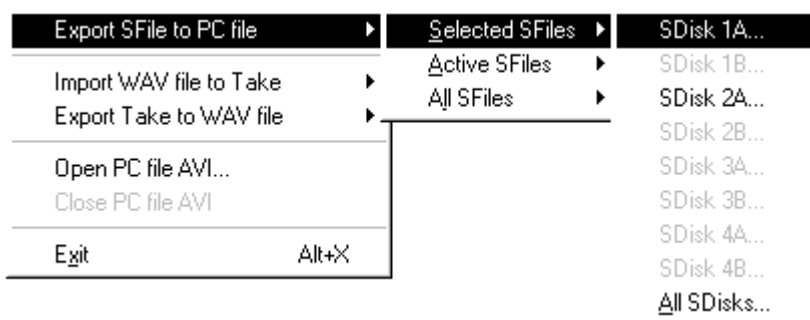 Export SFile to PC file
Import WAV file to Take
Export Take to WAV file
Open PC file AVI...
Close PC file AVI
Exit Alt+X
Selected SFiles
Active SFiles
All SFiles
SDisk 1A...
SDisk 1B...
SDisk 2A...
SDisk 2B...
SDisk 3A...
SDisk 3B...
SDisk 4A...
SDisk 4B...
All SDisks...